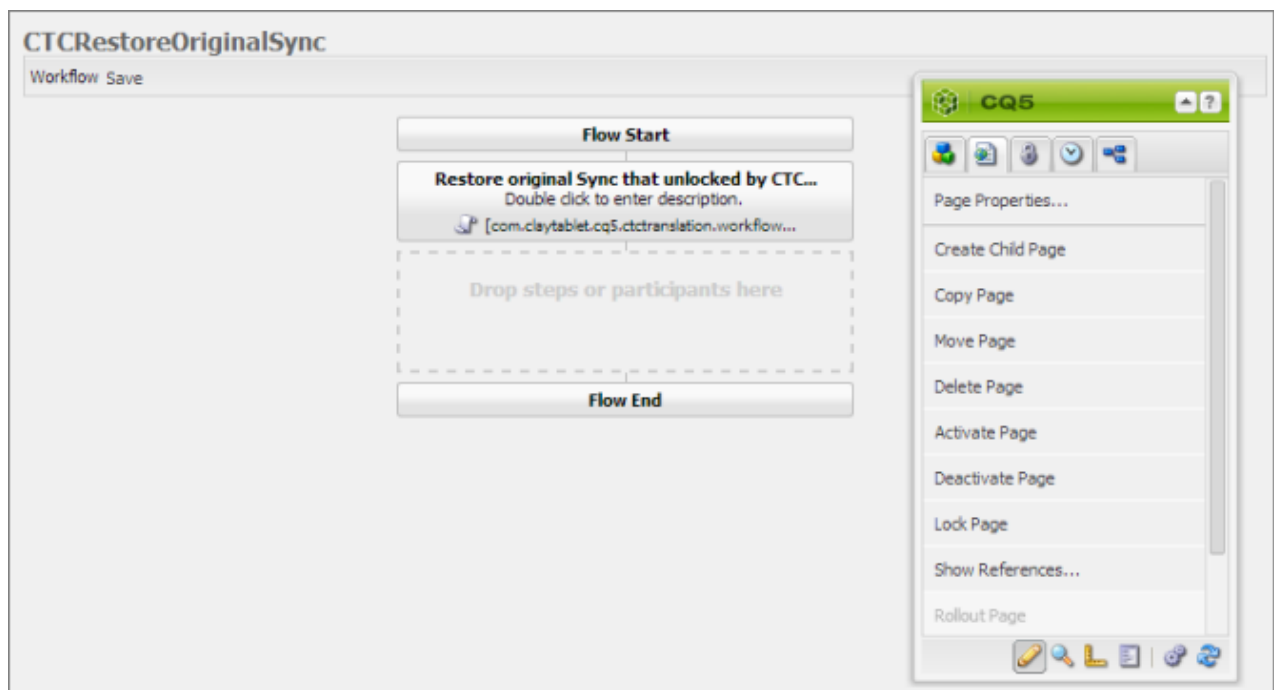 CTCRestoreOriginalSync
Workflow Save
CQ5
?
Flow Start
Restore original Sync that unlocked by CTC...
Double click to enter description.
[com.claytablet.cq5.ctctranslation.workflow...
Drop steps or participants here
Flow End
Page Properties...
Create Child Page
Copy Page
Move Page
Delete Page
Activate Page
Deactivate Page
Lock Page
Show References...
Rollout Page